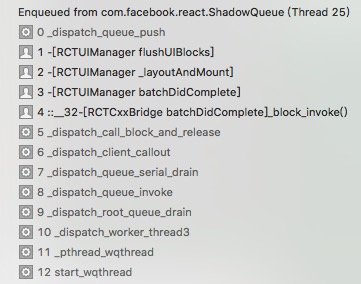 Enqueued from com.facebook.react.ShadowQueue (Thread 25)
0 _dispatch_queue_push
1 -[RCTUIManager flushUIBlocks]
2 -[RCTUIManager _layoutAndMount]
3 -[RCTUIManager batchDidComplete]
4 ::__32-[RCTCxxBridge batchDidComplete]_block_invoke()
5 _dispatch_call_block_and_release
6 _dispatch_client_callout
7 _dispatch_queue_serial_drain
8 _dispatch_queue_invoke
9 _dispatch_root_queue_drain
10 _dispatch_worker_thread3
11 _pthread_wqthread
12 start_wqthread